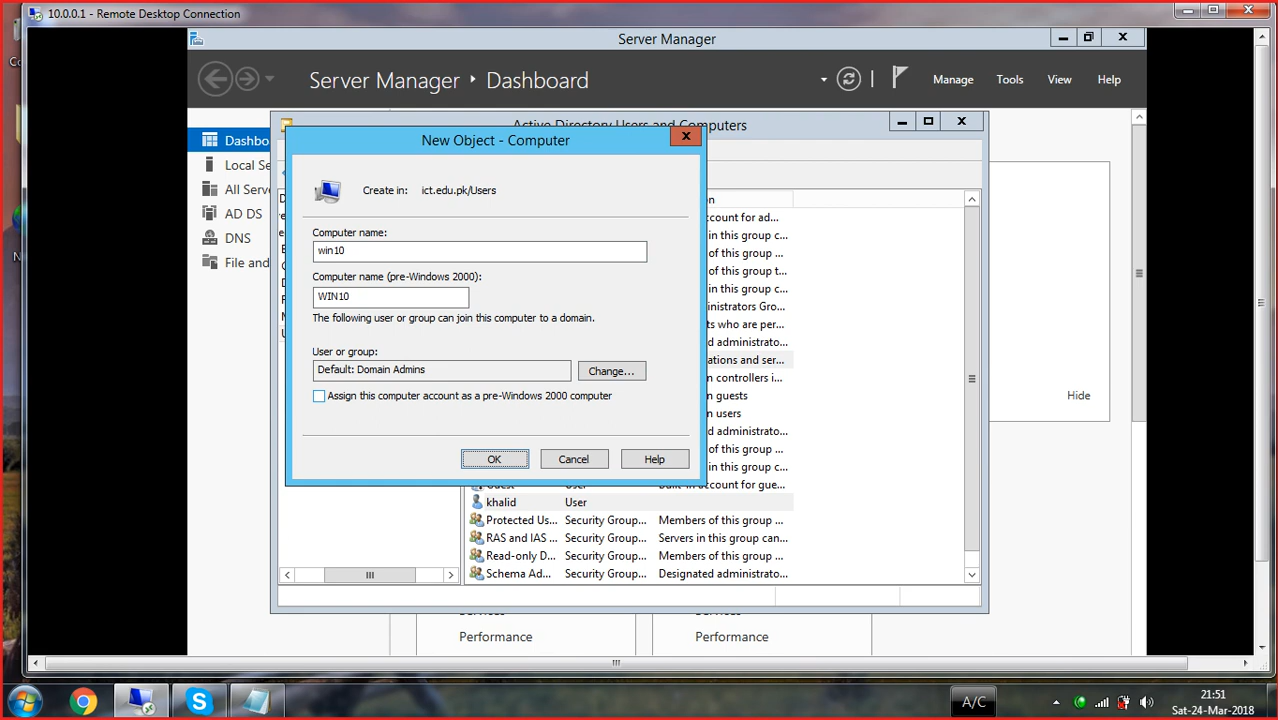 10.0.0.1 - Remote Desktop Connection
Server Manager
Server Manager • Dashboard
Manage Tools View Help
Dashbo
Local Se
All Serve
AD DS
DNS
File and
Active Directory Users and Computers
New Object - Computer
Create in: ict.edu.pk/Users
Computer name:
win10
Computer name (pre-Windows 2000):
WIN10
The following user or group can join this computer to a domain.
User or group:
Default: Domain Admins
Change...
Assign this computer account as a pre-Windows 2000 computer
OK Cancel Help
on
account for ad...
in this group c...
of this group ...
of this group t...
in this group c...
ministrators Gro...
ts who are per...
d administrato...
ations and ser...
n controllers i...
n guests
n users
d administrato...
of this group ...
in this group c...
Guest User Built-in account for gue...
khalid User
Protected Us... Security Group... Members of this group ...
RAS and IAS ... Security Group... Servers in this group can...
Read-only D... Security Group... Members of this group ...
Schema Ad... Security Group... Designated administrato...
Hide
Services Services
Performance Performance
A/C
21:51
Sat-24-Mar-2018